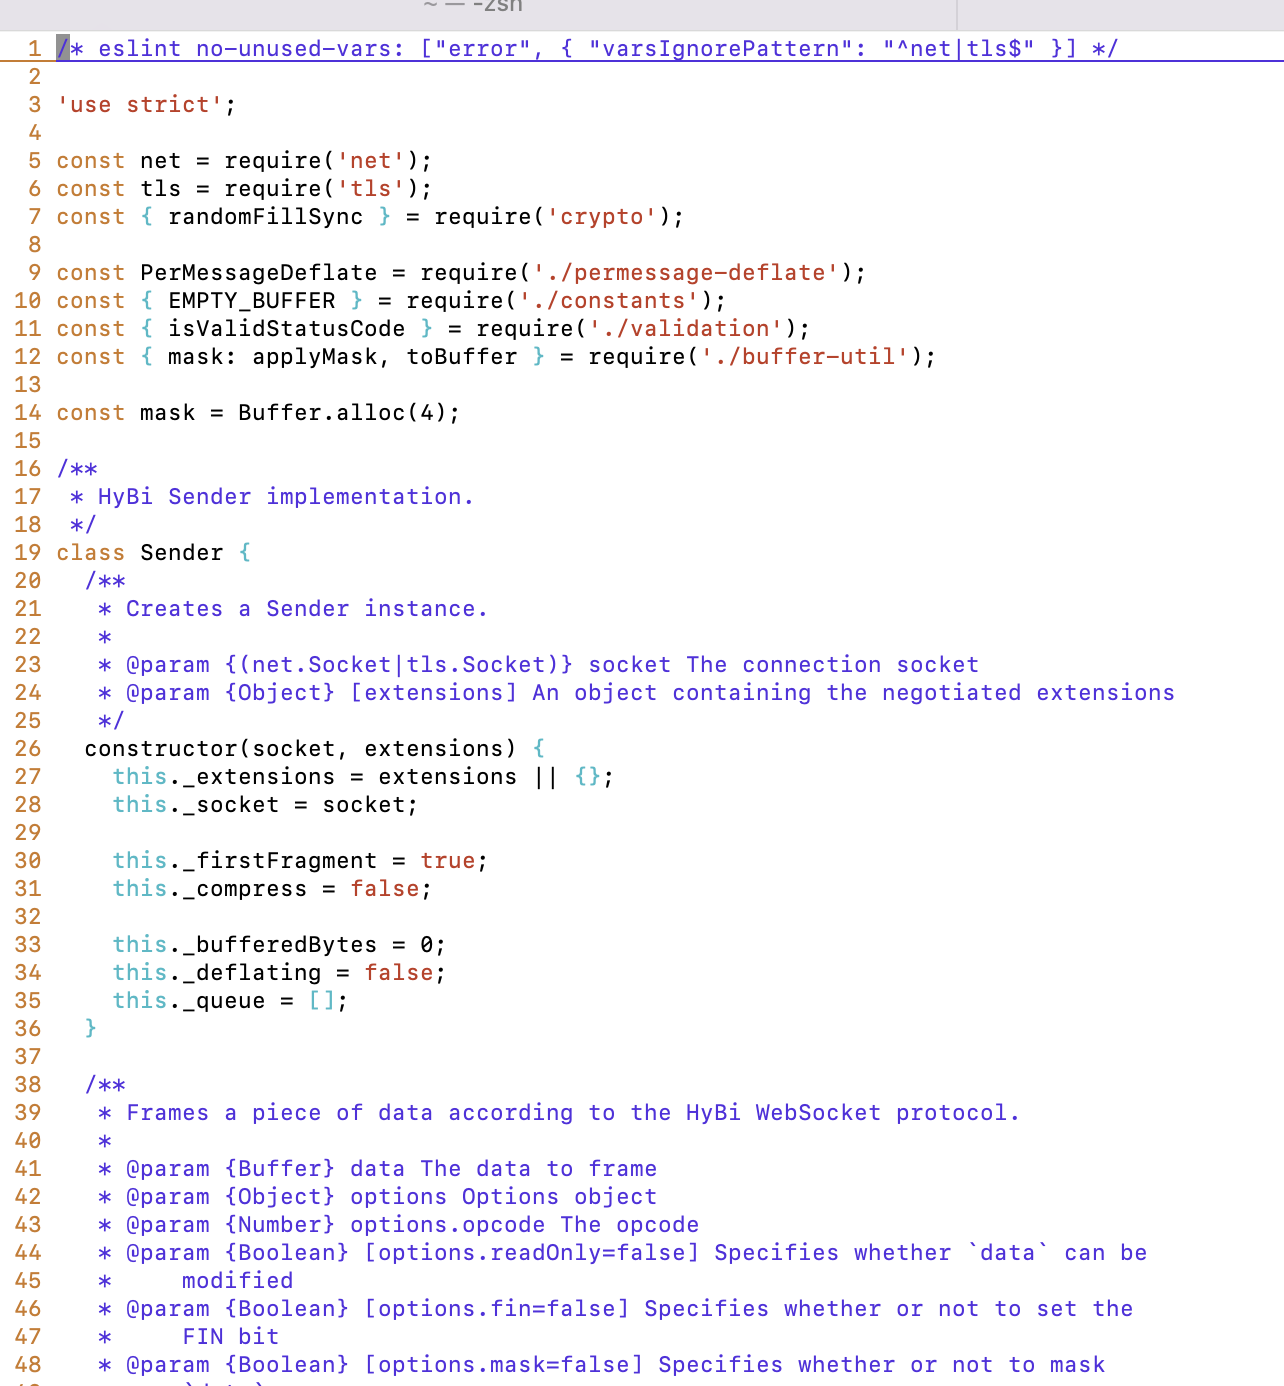 ~ — -zsh
1 /* eslint no-unused-vars: ["error", { "varsIgnorePattern": "^net|tls$" }] */
2
3 'use strict';
4
5 const net = require('net');
6 const tls = require('tls');
7 const { randomFillSync } = require('crypto');
8
9 const PerMessageDeflate = require('./permessage-deflate');
10 const { EMPTY_BUFFER } = require('./constants');
11 const { isValidStatusCode } = require('./validation');
12 const { mask: applyMask, toBuffer } = require('./buffer-util');
13
14 const mask = Buffer.alloc(4);
15
16 /**
17  * HyBi Sender implementation.
18  */
19 class Sender {
20   /**
21    * Creates a Sender instance.
22    *
23    * @param {(net.Socket|tls.Socket)} socket The connection socket
24    * @param {Object} [extensions] An object containing the negotiated extensions
25    */
26   constructor(socket, extensions) {
27     this._extensions = extensions || {};
28     this._socket = socket;
29
30     this._firstFragment = true;
31     this._compress = false;
32
33     this._bufferedBytes = 0;
34     this._deflating = false;
35     this._queue = [];
36   }
37
38   /**
39    * Frames a piece of data according to the HyBi WebSocket protocol.
40    *
41    * @param {Buffer} data The data to frame
42    * @param {Object} options Options object
43    * @param {Number} options.opcode The opcode
44    * @param {Boolean} [options.readOnly=false] Specifies whether `data` can be
45    *     modified
46    * @param {Boolean} [options.fin=false] Specifies whether or not to set the
47    *     FIN bit
48    * @param {Boolean} [options.mask=false] Specifies whether or not to mask